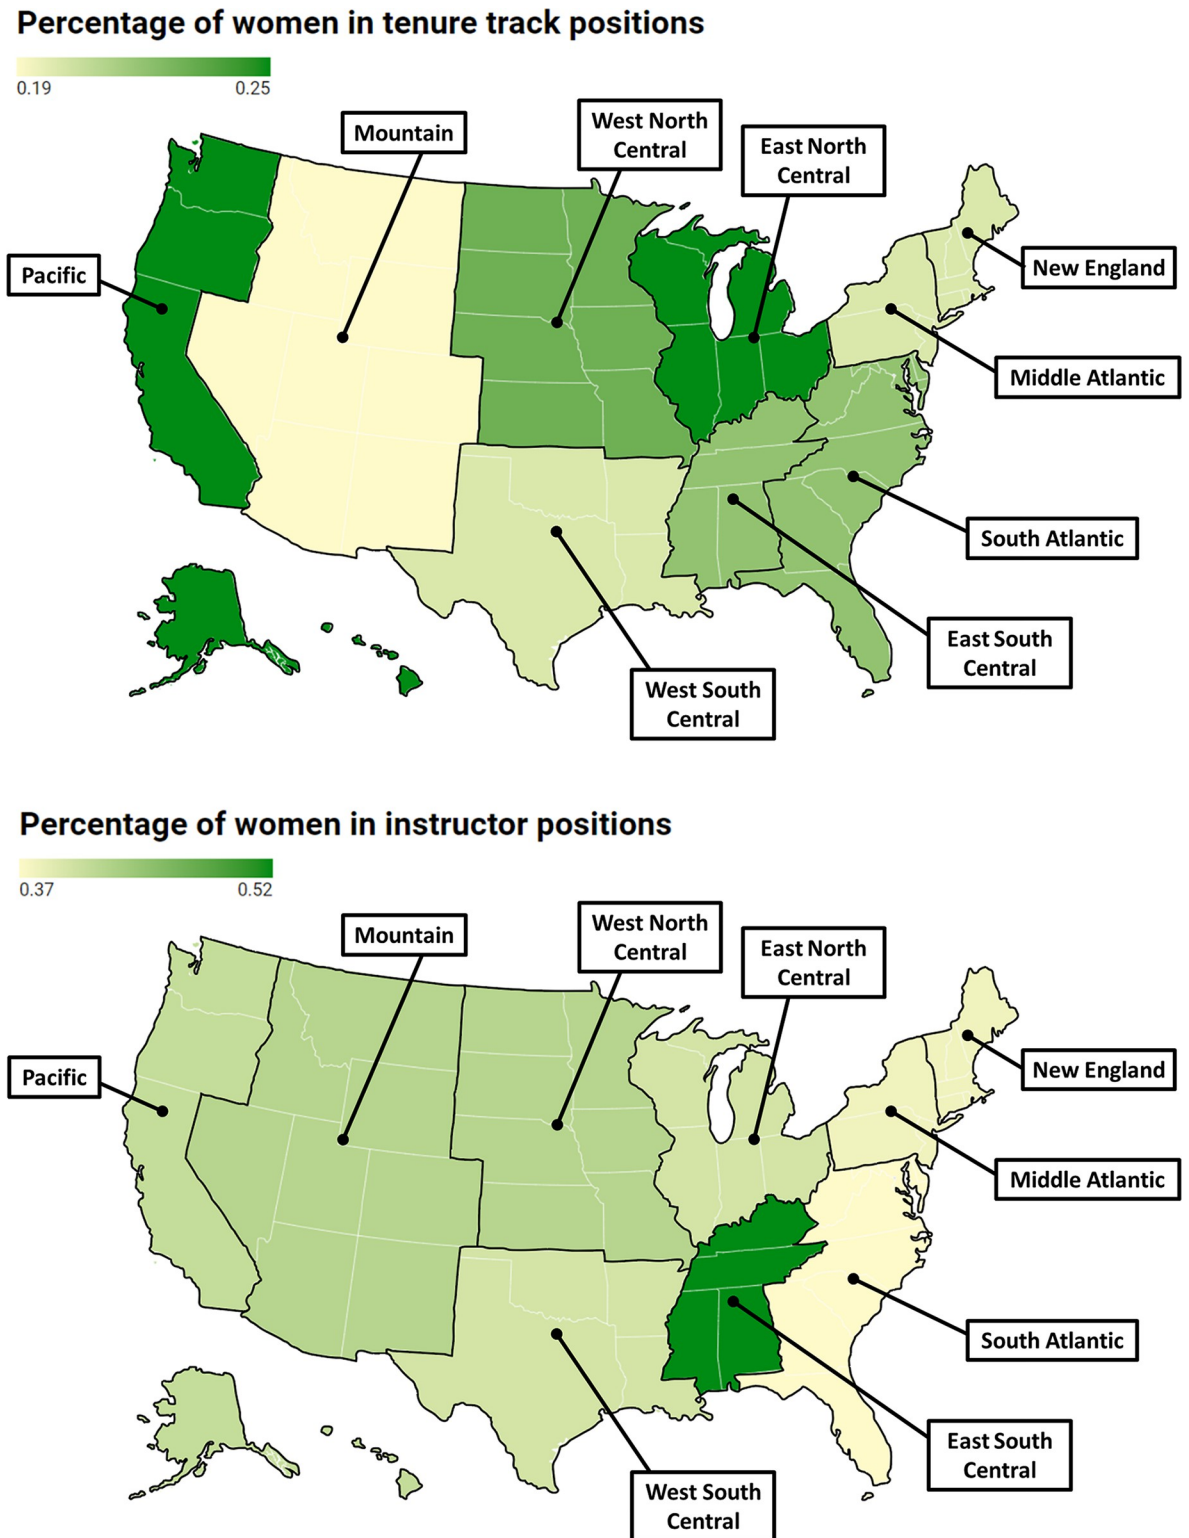 Percentage of women in tenure track positions
0.19 0.25
West North
Central
Mountain
East North
Central
Pacific
New England
Middle Atlantic
South Atlantic
East South
Central
West South
Central
Percentage of women in instructor positions
0.37 0.52
West North
Central
Mountain
East North
Central
Pacific
New England
Middle Atlantic
South Atlantic
East South
Central
West South
Central